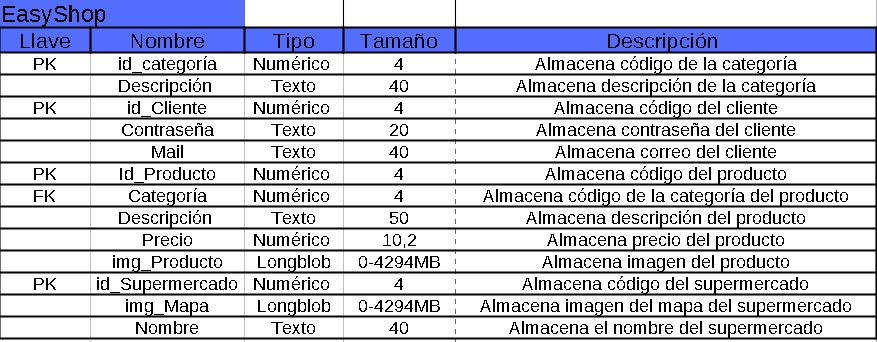 EasyShop
Llave Nombre Tipo Tamaño Descripción
PK id_categoría Numérico 4 Almacena código de la categoría
Descripción Texto 40 Almacena descripción de la categoría
PK id_Cliente Numérico 4 Almacena código del cliente
Contraseña Texto 20 Almacena contraseña del cliente
Mail Texto 40 Almacena correo del cliente
PK Id_Producto Numérico 4 Almacena código del producto
FK Categoría Numérico 4 Almacena código de la categoría del producto
Descripción Texto 50 Almacena descripción del producto
Precio Numérico 10,2 Almacena precio del producto
img_Producto Longblob 0-4294MB Almacena imagen del producto
PK id_Supermercado Numérico 4 Almacena código del supermercado
img_Mapa Longblob 0-4294MB Almacena imagen del mapa del supermercado
Nombre Texto 40 Almacena el nombre del supermercado